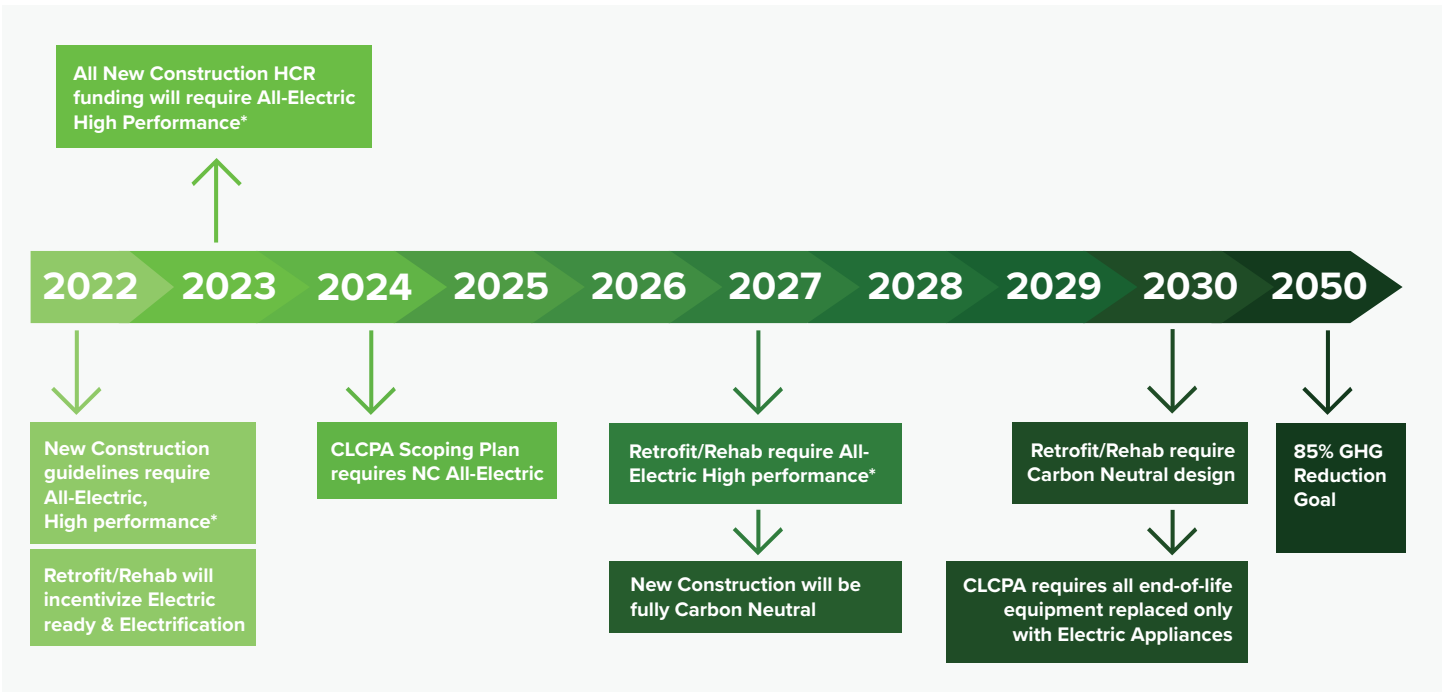 All New Construction HCR
funding will require All-Electric
High Performance*
2022 2023 2024 2025 2026 2027 2028 2029 2030 2050
New Construction
guidelines require
All-Electric,
High performance*
Retrofit/Rehab will
incentivize Electric
ready & Electrification
CLCPA Scoping Plan
requires NC All-Electric
Retrofit/Rehab require All-
Electric High performance*
New Construction will be
fully Carbon Neutral
Retrofit/Rehab require
Carbon Neutral design
CLCPA requires all end-of-life
equipment replaced only
with Electric Appliances
85% GHG
Reduction
Goal